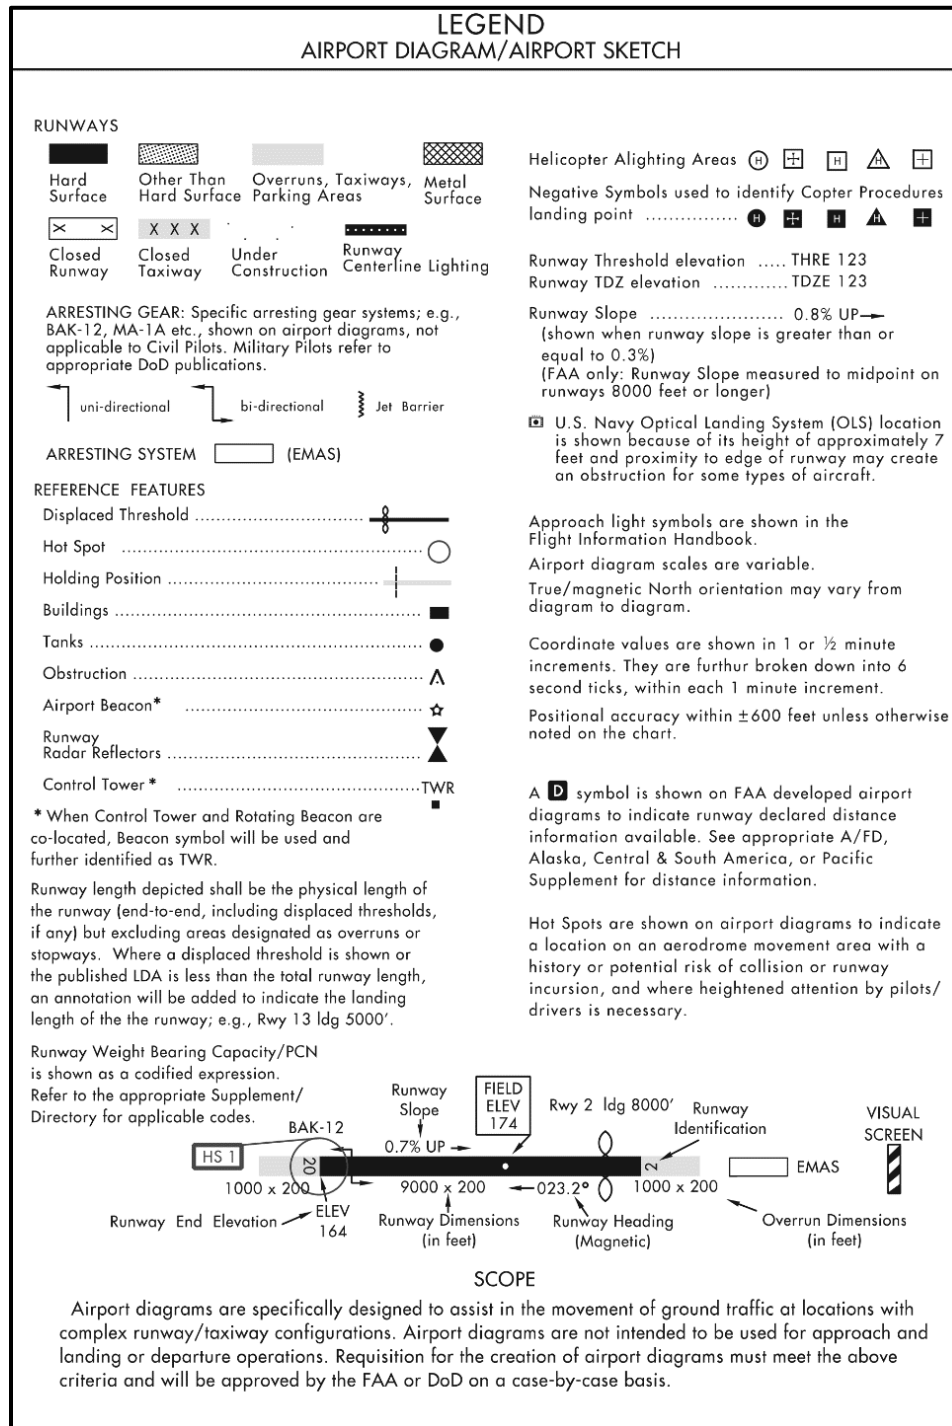 LEGEND
AIRPORT DIAGRAM/AIRPORT SKETCH
RUNWAYS
Hard
Surface
Other Than
Hard Surface
Overruns, Taxiways,
Parking Areas
Metal
Surface
X X
X X X
Closed
Runway
Closed
Taxiway
Under
Construction
Runway
Centerline Lighting
ARRESTING GEAR: Specific arresting gear systems; e.g.,
BAK-12, MA-1A etc., shown on airport diagrams, not
applicable to Civil Pilots. Military Pilots refer to
appropriate DoD publications.
uni-directional
bi-directional
Jet Barrier
ARRESTING SYSTEM (EMAS)
REFERENCE FEATURES
Displaced Threshold
Hot Spot
Holding Position
Buildings
Tanks
Obstruction
Airport Beacon*
Runway
Radar Reflectors
Control Tower * TWR
* When Control Tower and Rotating Beacon are
co-located, Beacon symbol will be used and
further identified as TWR.
Runway length depicted shall be the physical length of
the runway (end-to-end, including displaced thresholds,
if any) but excluding areas designated as overruns or
stopways. Where a displaced threshold is shown or
the published LDA is less than the total runway length,
an annotation will be added to indicate the landing
length of the the runway; e.g., Rwy 13 ldg 5000′.
Runway Weight Bearing Capacity/PCN
is shown as a codified expression.
Refer to the appropriate Supplement/
Directory for applicable codes.
Helicopter Alighting Areas H H H
Negative Symbols used to identify Copter Procedures
landing point H H H
Runway Threshold elevation ..... THRE 123
Runway TDZ elevation ............. TDZE 123
Runway Slope ....................... 0.8% UP
(shown when runway slope is greater than or
equal to 0.3%)
(FAA only: Runway Slope measured to midpoint on
runways 8000 feet or longer)
U.S. Navy Optical Landing System (OLS) location
is shown because of its height of approximately 7
feet and proximity to edge of runway may create
an obstruction for some types of aircraft.
Approach light symbols are shown in the
Flight Information Handbook.
Airport diagram scales are variable.
True/magnetic North orientation may vary from
diagram to diagram.
Coordinate values are shown in 1 or ½ minute
increments. They are furthur broken down into 6
second ticks, within each 1 minute increment.
Positional accuracy within ±600 feet unless otherwise
noted on the chart.
A D symbol is shown on FAA developed airport
diagrams to indicate runway declared distance
information available. See appropriate A/FD,
Alaska, Central & South America, or Pacific
Supplement for distance information.
Hot Spots are shown on airport diagrams to indicate
a location on an aerodrome movement area with a
history or potential risk of collision or runway
incursion, and where heightened attention by pilots/
drivers is necessary.
HS 1
BAK-12
Runway
Slope
0.7% UP
FIELD
ELEV
174
Rwy 2 ldg 8000′
Runway
Identification
VISUAL
SCREEN
20
2
EMAS
1000 x 200
9000 x 200
023.2°
1000 x 200
Runway End Elevation
ELEV
164
Runway Dimensions
(in feet)
Runway Heading
(Magnetic)
Overrun Dimensions
(in feet)
SCOPE
Airport diagrams are specifically designed to assist in the movement of ground traffic at locations with
complex runway/taxiway configurations. Airport diagrams are not intended to be used for approach and
landing or departure operations. Requisition for the creation of airport diagrams must meet the above
criteria and will be approved by the FAA or DoD on a case-by-case basis.